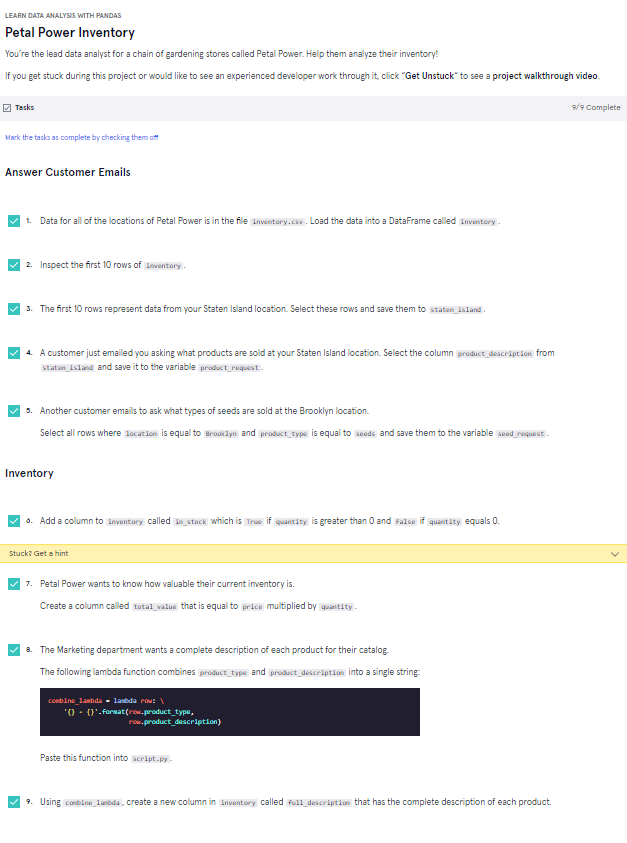 LEARN DATA ANALYSIS WITH PANDAS
Petal Power Inventory
You're the lead data analyst for a chain of gardening stores called Petal Power. Help them analyze their inventory!
If you get stuck during this project or would like to see an experienced developer work through it, click "Get Unstuck" to see a project walkthrough video.
Tasks 9/9 Complete
Mark the tasks as complete by checking them off
Answer Customer Emails
1. Data for all of the locations of Petal Power is in the file inventory.csv. Load the data into a DataFrame called inventory.
2. Inspect the first 10 rows of inventory.
3. The first 10 rows represent data from your Staten Island location. Select these rows and save them to staten_island.
4. A customer just emailed you asking what products are sold at your Staten Island location. Select the column product_description from
staten_island and save it to the variable product_request.
5. Another customer emails to ask what types of seeds are sold at the Brooklyn location.
Select all rows where location is equal to Brooklyn and product_type is equal to seeds and save them to the variable seed_request.
Inventory
6. Add a column to inventory called in_stock which is True if quantity is greater than 0 and False if quantity equals 0.
Stuck? Get a hint
7. Petal Power wants to know how valuable their current inventory is.
Create a column called total_value that is equal to price multiplied by quantity.
8. The Marketing department wants a complete description of each product for their catalog.
The following lambda function combines product_type and product_description into a single string:
combine_lambda = lambda row: \
'{} - {}'.format(row.product_type,
row.product_description)
Paste this function into script.py.
9. Using combine_lambda, create a new column in inventory called full_description that has the complete description of each product.